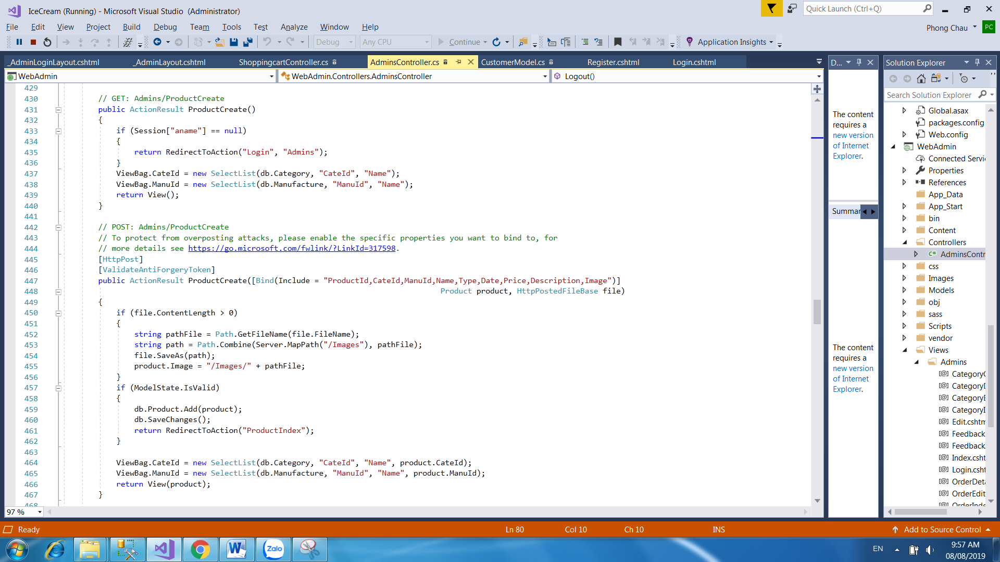 IceCream (Running) - Microsoft Visual Studio (Administrator)
Quick Launch (Ctrl+Q)
File Edit View Project Build Debug Team Tools Test Analyze Window Help
Phong Chau PC
Debug Any CPU Continue Application Insights
_AdminLoginLayout.cshtml _AdminLayout.cshtml ShoppingcartController.cs AdminsController.cs CustomerModel.cs Register.cshtml Login.cshtml
WebAdmin WebAdmin.Controllers.AdminsController Logout()
429
430 // GET: Admins/ProductCreate
431 public ActionResult ProductCreate()
432 {
433 if (Session["aname"] == null)
434 {
435 return RedirectToAction("Login", "Admins");
436 }
437 ViewBag.CateId = new SelectList(db.Category, "CateId", "Name");
438 ViewBag.ManuId = new SelectList(db.Manufacture, "ManuId", "Name");
439 return View();
440 }
441
442 // POST: Admins/ProductCreate
443 // To protect from overposting attacks, please enable the specific properties you want to bind to, for
444 // more details see https://go.microsoft.com/fwlink/?LinkId=317598.
445 [HttpPost]
446 [ValidateAntiForgeryToken]
447 public ActionResult ProductCreate([Bind(Include = "ProductId,CateId,ManuId,Name,Type,Date,Price,Description,Image")]
448 Product product, HttpPostedFileBase file)
449 {
450 if (file.ContentLength > 0)
451 {
452 string pathFile = Path.GetFileName(file.FileName);
453 string path = Path.Combine(Server.MapPath("/Images"), pathFile);
454 file.SaveAs(path);
455 product.Image = "/Images/" + pathFile;
456 }
457 if (ModelState.IsValid)
458 {
459 db.Product.Add(product);
460 db.SaveChanges();
461 return RedirectToAction("ProductIndex");
462 }
463
464 ViewBag.CateId = new SelectList(db.Category, "CateId", "Name", product.CateId);
465 ViewBag.ManuId = new SelectList(db.Manufacture, "ManuId", "Name", product.ManuId);
466 return View(product);
467 }
468
97 %
D...
The content
requires a
new version
of Internet
Explorer.
Summar
The content
requires a
new version
of Internet
Explorer.
Solution Explorer
Search Solution Explorer
Global.asax
packages.config
Web.config
WebAdmin
Connected Servi
Properties
References
App_Data
App_Start
bin
Content
Controllers
C# AdminsContr
css
Images
Models
obj
sass
Scripts
vendor
Views
Admins
[@] CategoryC
[@] CategoryD
[@] CategoryE
[@] CategoryI
[@] Edit.cshtm
[@] Feedback
[@] Feedback
[@] Index.csht
[@] Login.csht
[@] OrderDeta
[@] OrderEdit
[@] OrderInde
Ready Ln 80 Col 10 Ch 10 INS Add to Source Control
Zalo
EN
9:57 AM
08/08/2019